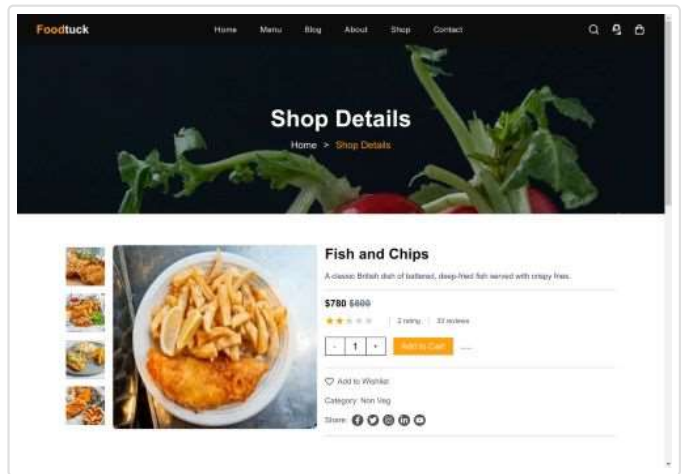 Foodtuck
Home Menu Blog About Shop Contact
Shop Details
Home > Shop Details
Fish and Chips
A classic British dish of battered, deep-fried fish served with crispy fries.
$780 $800
2 rating | 33 reviews
- 1 + Add to Cart
Add to Wishlist
Category: Non Veg
Share: